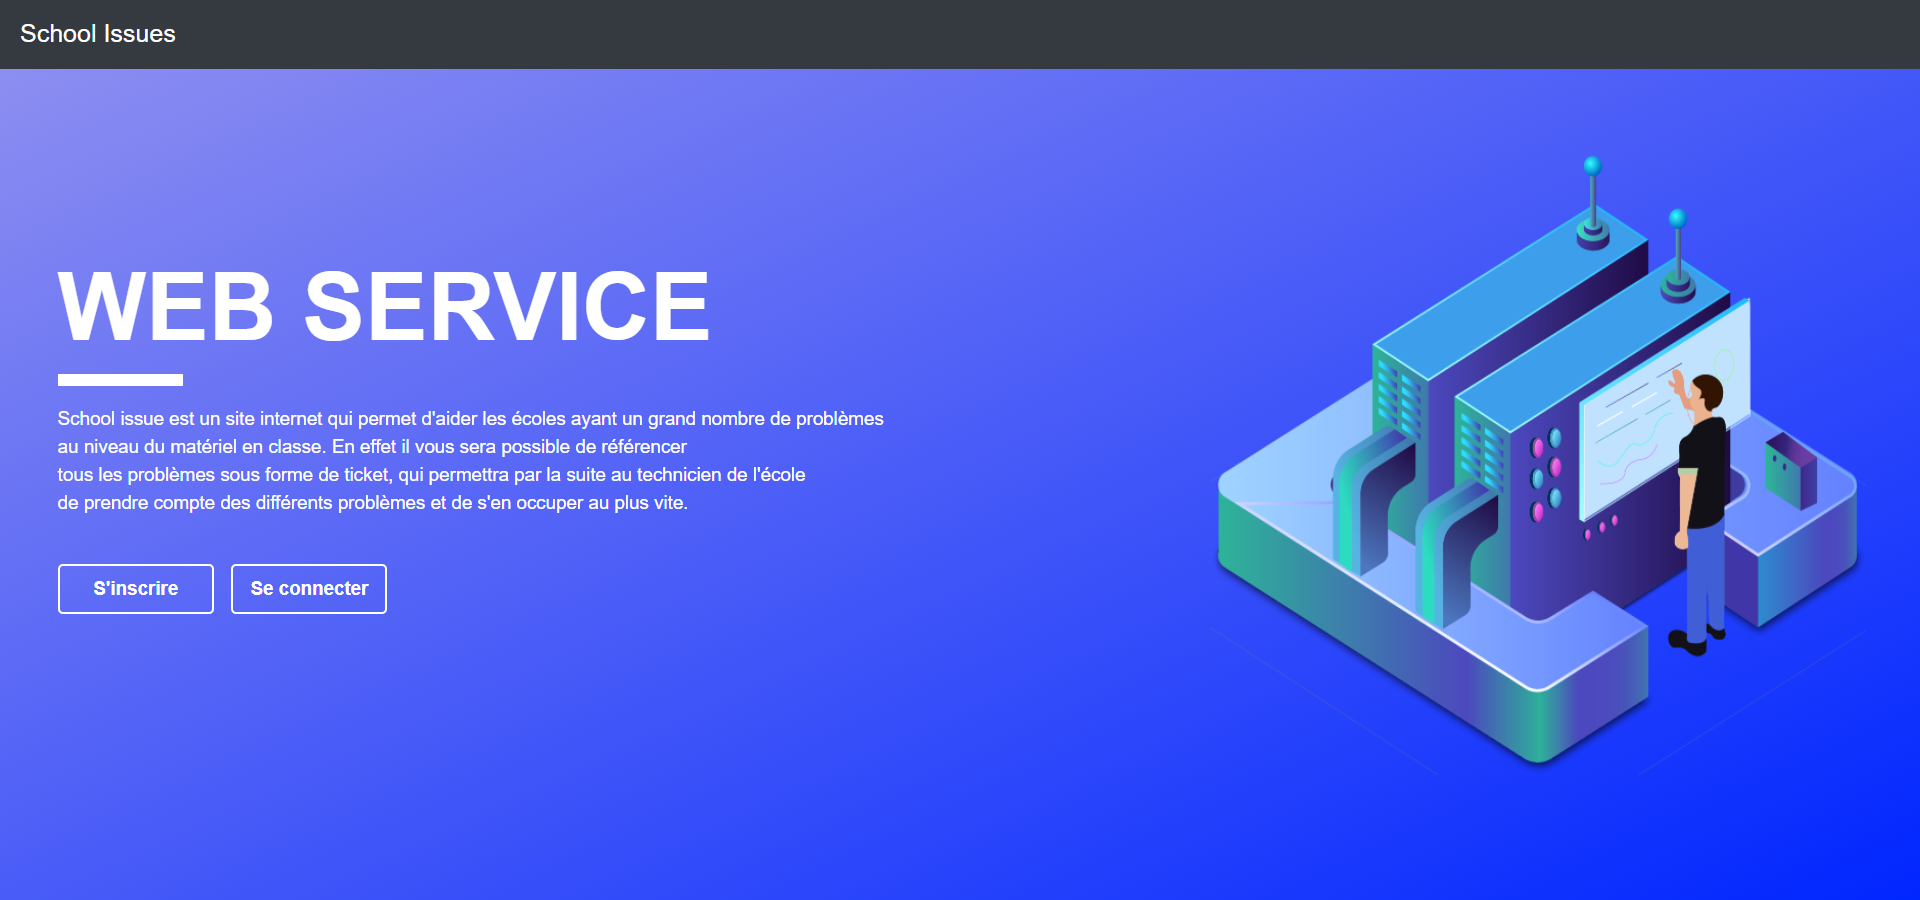 School Issues
WEB SERVICE
School issue est un site internet qui permet d'aider les écoles ayant un grand nombre de problèmes
au niveau du matériel en classe. En effet il vous sera possible de référencer
tous les problèmes sous forme de ticket, qui permettra par la suite au technicien de l'école
de prendre compte des différents problèmes et de s'en occuper au plus vite.
S'inscrire
Se connecter